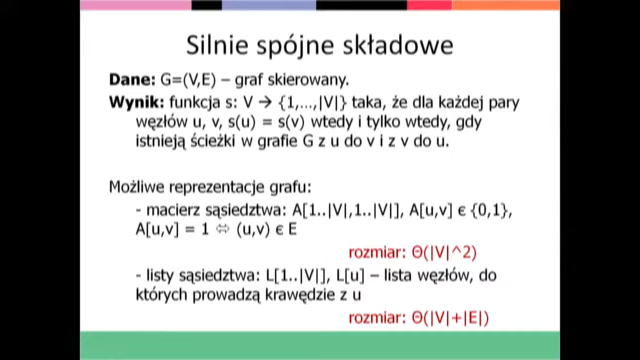 Silnie spójne składowe
Dane: G=(V,E) – graf skierowany.
Wynik: funkcja s: V → {1,...,|V|} taka, że dla każdej pary
węzłów u, v, s(u) = s(v) wtedy i tylko wtedy, gdy
istnieją ścieżki w grafie G z u do v i z v do u.
Możliwe reprezentacje grafu:
- macierz sąsiedztwa: A[1..|V|,1..|V|], A[u,v] є {0,1},
A[u,v] = 1 ⇔ (u,v) є E
rozmiar: Θ(|V|^2)
- listy sąsiedztwa: L[1..|V|], L[u] – lista węzłów, do
których prowadzą krawędzie z u
rozmiar: Θ(|V|+|E|)